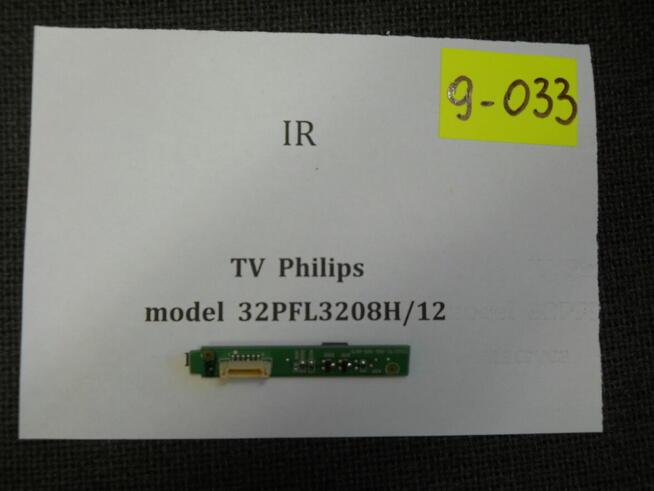 9-033
IR
TV Philips
model 32PFL3208H/12